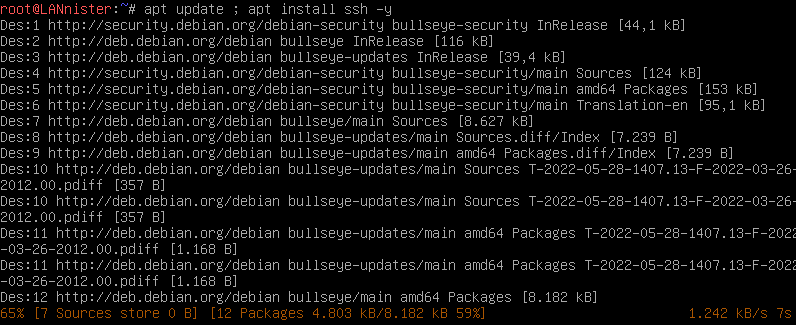 root@LANnister:~# apt update ; apt install ssh -y
Des:1 http://security.debian.org/debian-security bullseye-security InRelease [44,1 kB]
Des:2 http://deb.debian.org/debian bullseye InRelease [116 kB]
Des:3 http://deb.debian.org/debian bullseye-updates InRelease [39,4 kB]
Des:4 http://security.debian.org/debian-security bullseye-security/main Sources [124 kB]
Des:5 http://security.debian.org/debian-security bullseye-security/main amd64 Packages [153 kB]
Des:6 http://security.debian.org/debian-security bullseye-security/main Translation-en [95,1 kB]
Des:7 http://deb.debian.org/debian bullseye/main Sources [8.627 kB]
Des:8 http://deb.debian.org/debian bullseye-updates/main Sources.diff/Index [7.239 B]
Des:9 http://deb.debian.org/debian bullseye-updates/main amd64 Packages.diff/Index [7.239 B]
Des:10 http://deb.debian.org/debian bullseye-updates/main Sources T-2022-05-28-1407.13-F-2022-03-26-
2012.00.pdiff [357 B]
Des:10 http://deb.debian.org/debian bullseye-updates/main Sources T-2022-05-28-1407.13-F-2022-03-26-
2012.00.pdiff [357 B]
Des:11 http://deb.debian.org/debian bullseye-updates/main amd64 Packages T-2022-05-28-1407.13-F-2022
-03-26-2012.00.pdiff [1.168 B]
Des:11 http://deb.debian.org/debian bullseye-updates/main amd64 Packages T-2022-05-28-1407.13-F-2022
-03-26-2012.00.pdiff [1.168 B]
Des:12 http://deb.debian.org/debian bullseye/main amd64 Packages [8.182 kB]
65% [7 Sources store 0 B] [12 Packages 4.803 kB/8.182 kB 59%] 1.242 kB/s 7s